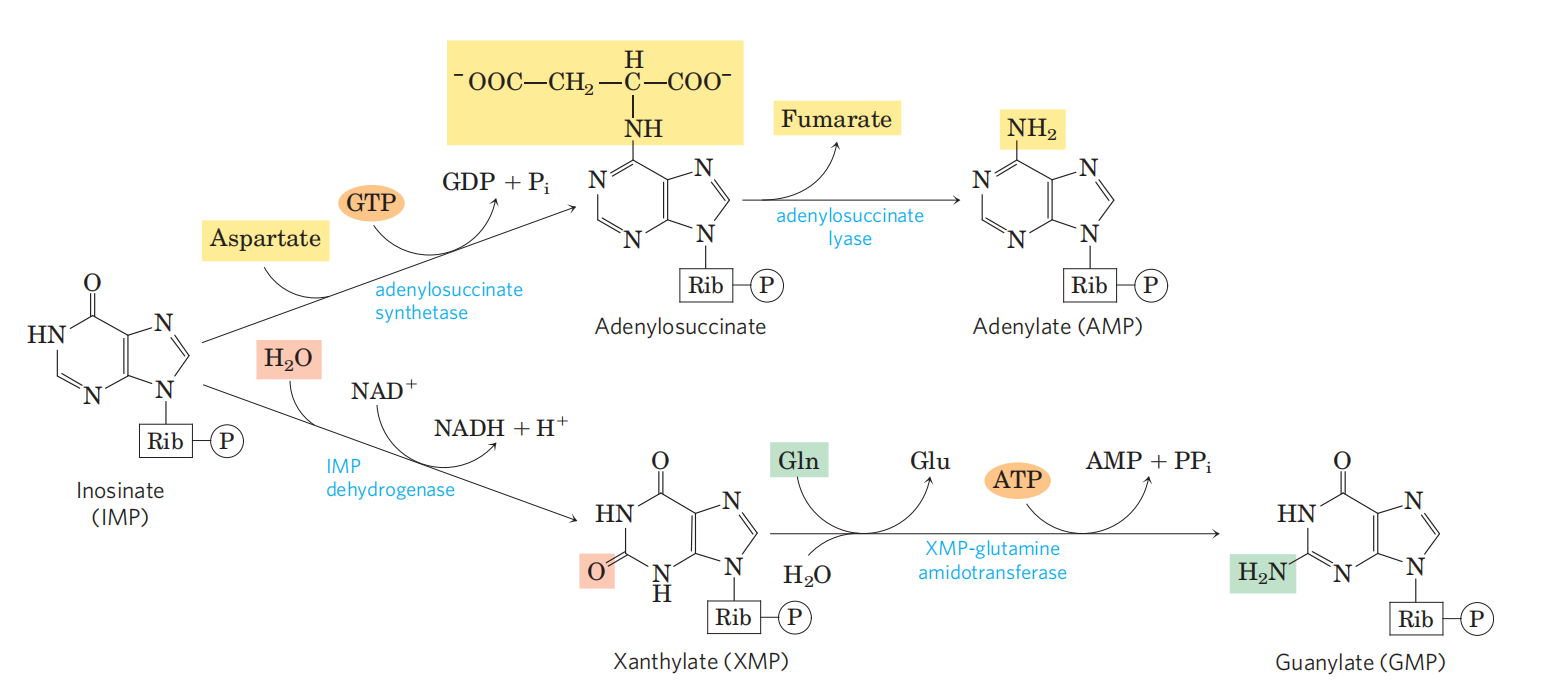 H
⁻OOC—CH₂—C—COO⁻
NH
Fumarate
NH₂
GDP + Pᵢ
GTP
Aspartate
N
N
N
N
adenylosuccinate
lyase
N
N
N
N
Rib
P
Rib
P
adenylosuccinate
synthetase
Adenylosuccinate
Adenylate (AMP)
O
HN
N
N
N
Rib
P
Inosinate
(IMP)
H₂O
NAD⁺
NADH + H⁺
IMP
dehydrogenase
O
HN
N
O
N
H
N
Rib
P
Xanthylate (XMP)
Gln
Glu
ATP
AMP + PPᵢ
H₂O
XMP-glutamine
amidotransferase
O
HN
N
H₂N
N
N
Rib
P
Guanylate (GMP)